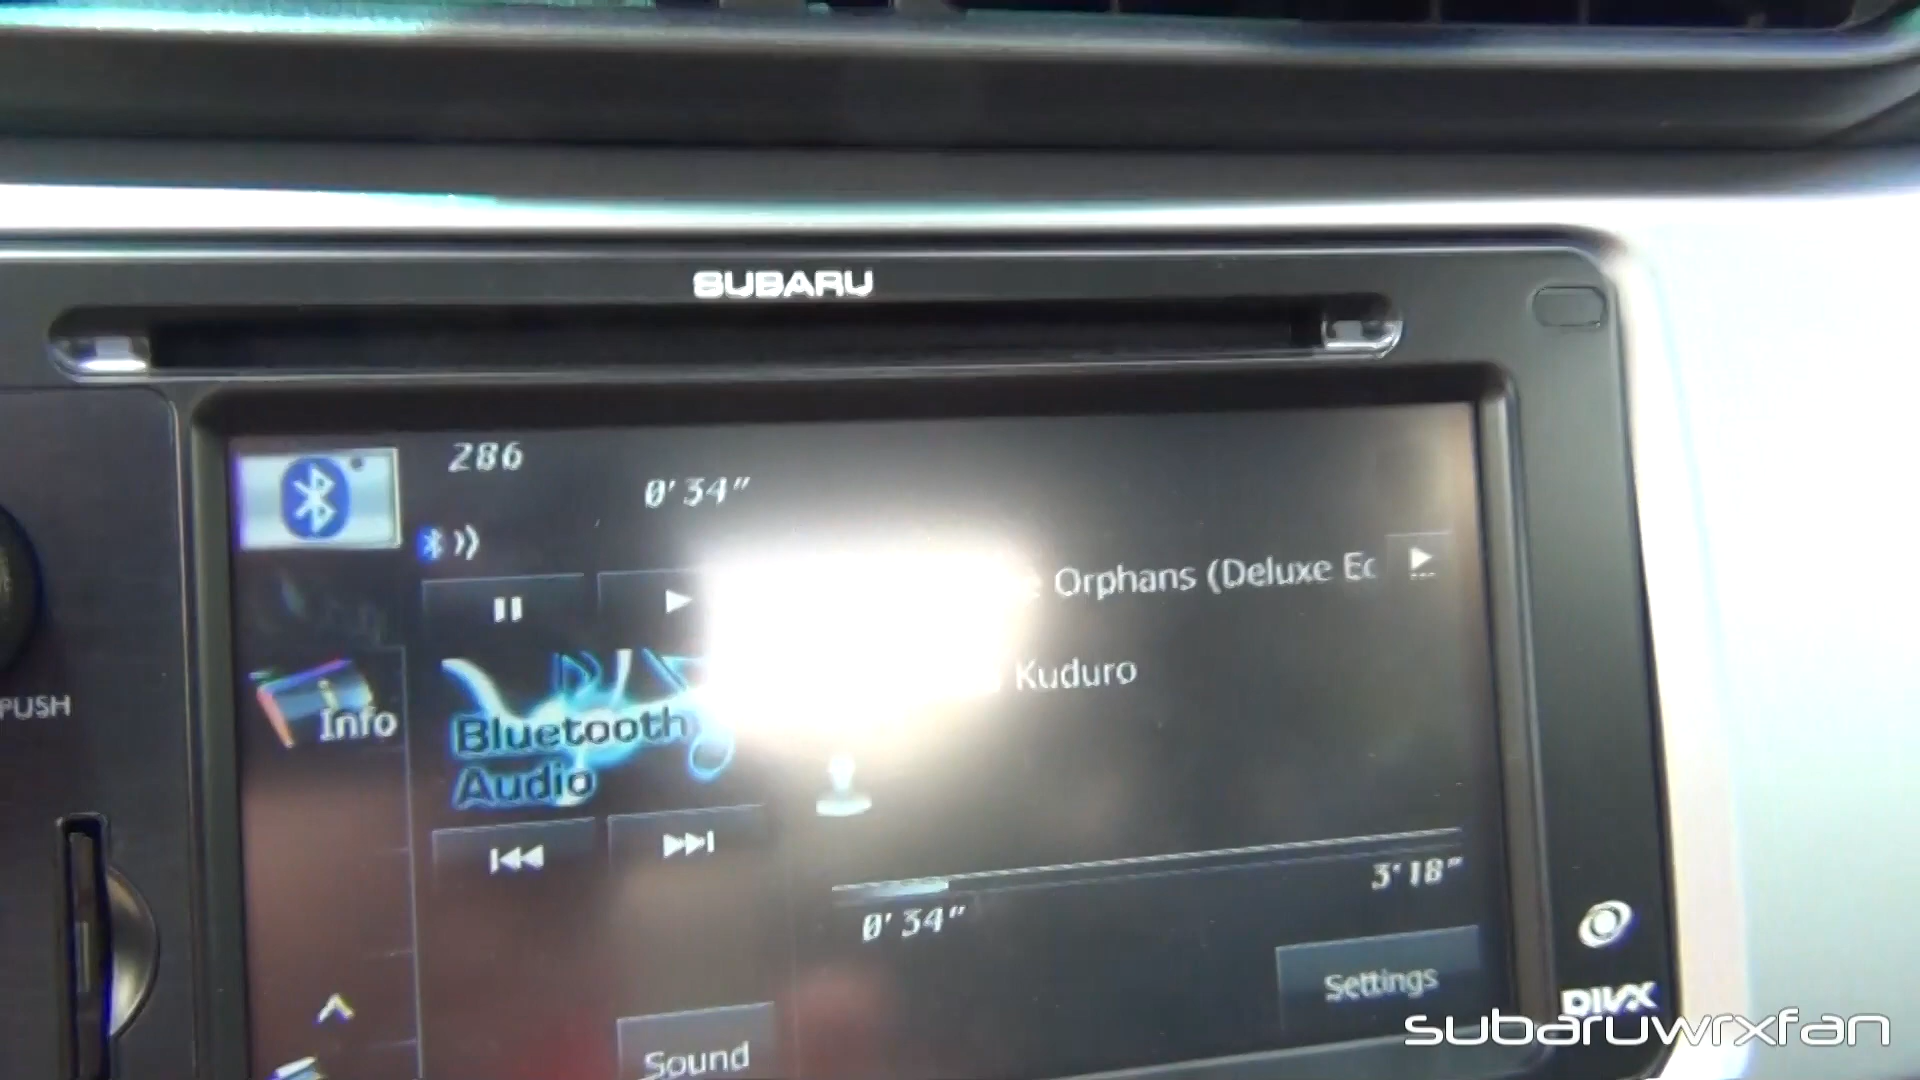 SUBARU
286
0'34"
Orphans (Deluxe Ec
Kuduro
PUSH
Info
Bluetooth
Audio
3'18"
0'34"
Settings
Sound
DIVX
subaruwrxfan